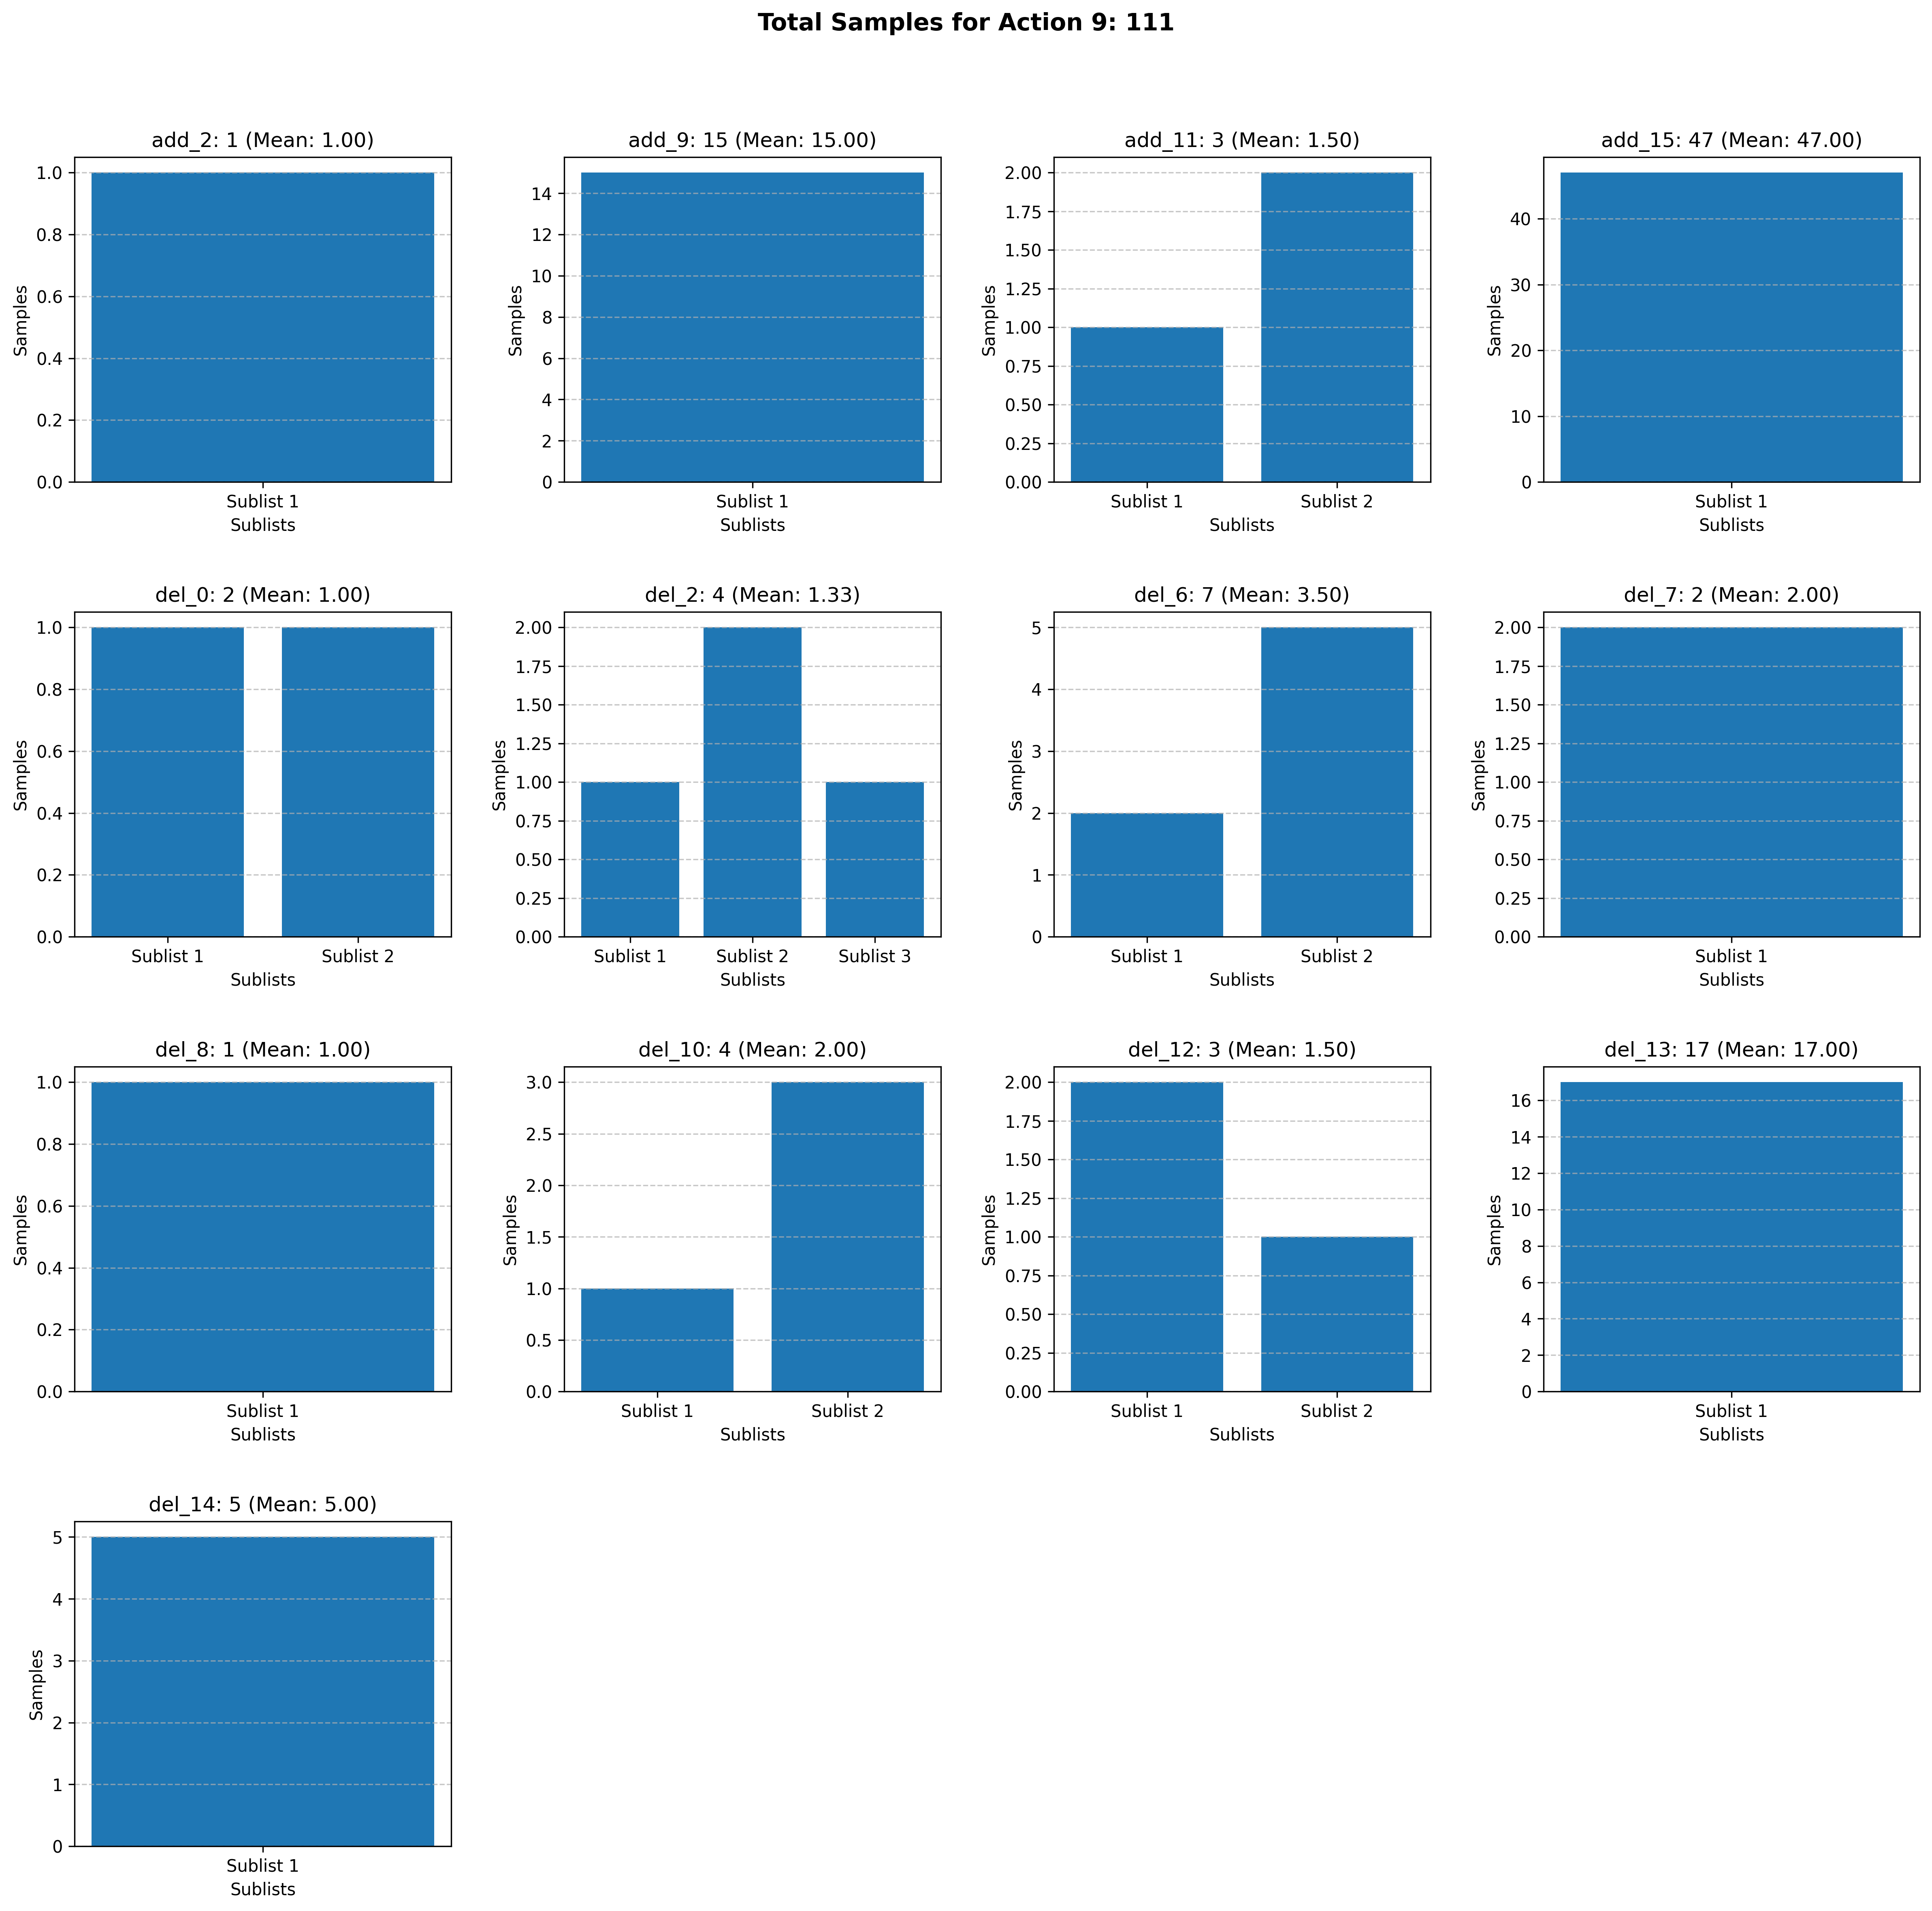 Total Samples for Action 9: 111
add_2: 1 (Mean: 1.00)
1.0
0.8
0.6
0.4
0.2
0.0
Samples
Sublist 1
Sublists
add_9: 15 (Mean: 15.00)
14
12
10
8
6
4
2
0
Samples
Sublist 1
Sublists
add_11: 3 (Mean: 1.50)
2.00
1.75
1.50
1.25
1.00
0.75
0.50
0.25
0.00
Samples
Sublist 1 Sublist 2
Sublists
add_15: 47 (Mean: 47.00)
40
30
20
10
0
Samples
Sublist 1
Sublists
del_0: 2 (Mean: 1.00)
1.0
0.8
0.6
0.4
0.2
0.0
Samples
Sublist 1 Sublist 2
Sublists
del_2: 4 (Mean: 1.33)
2.00
1.75
1.50
1.25
1.00
0.75
0.50
0.25
0.00
Samples
Sublist 1 Sublist 2 Sublist 3
Sublists
del_6: 7 (Mean: 3.50)
5
4
3
2
1
0
Samples
Sublist 1 Sublist 2
Sublists
del_7: 2 (Mean: 2.00)
2.00
1.75
1.50
1.25
1.00
0.75
0.50
0.25
0.00
Samples
Sublist 1
Sublists
del_8: 1 (Mean: 1.00)
1.0
0.8
0.6
0.4
0.2
0.0
Samples
Sublist 1
Sublists
del_10: 4 (Mean: 2.00)
3.0
2.5
2.0
1.5
1.0
0.5
0.0
Samples
Sublist 1 Sublist 2
Sublists
del_12: 3 (Mean: 1.50)
2.00
1.75
1.50
1.25
1.00
0.75
0.50
0.25
0.00
Samples
Sublist 1 Sublist 2
Sublists
del_13: 17 (Mean: 17.00)
16
14
12
10
8
6
4
2
0
Samples
Sublist 1
Sublists
del_14: 5 (Mean: 5.00)
5
4
3
2
1
0
Samples
Sublist 1
Sublists